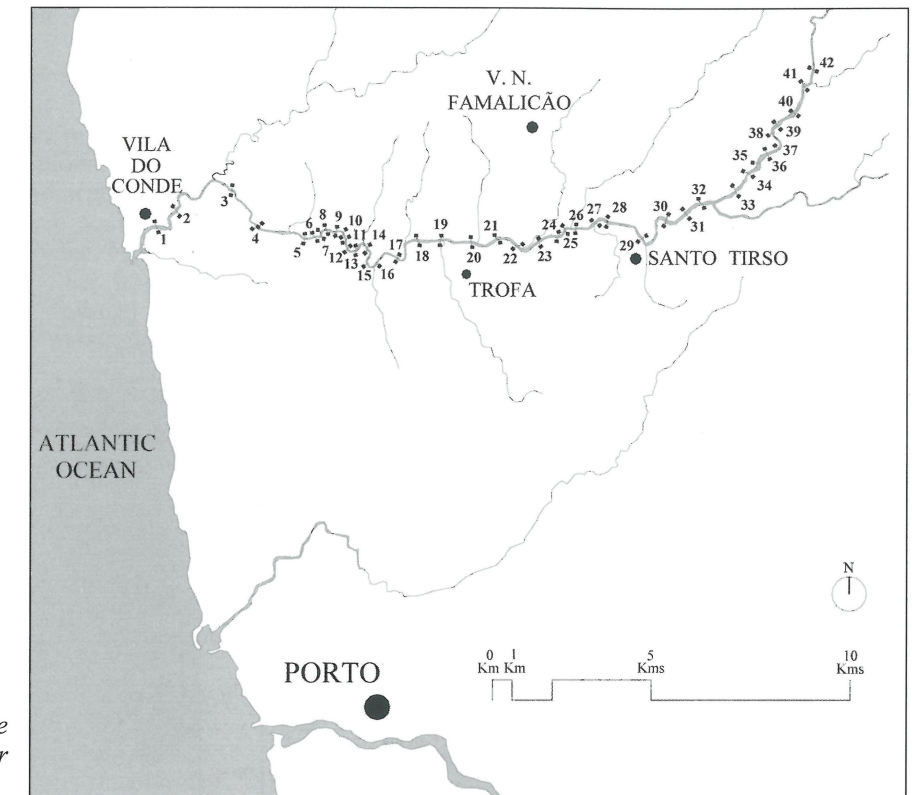 41 42
V. N.
FAMALICÃO
40
38 39
VILA
DO
CONDE
35 37
36
34
32
33
3
2
1
30
31
4
8 9 10
6
5 7 11 14
12 13
15 16
17
18
19
20
21
22
23
24
25
26
27 28
29
SANTO TIRSO
TROFA
ATLANTIC
OCEAN
N
0 1 5 10
Km Km Kms Kms
PORTO
e
r